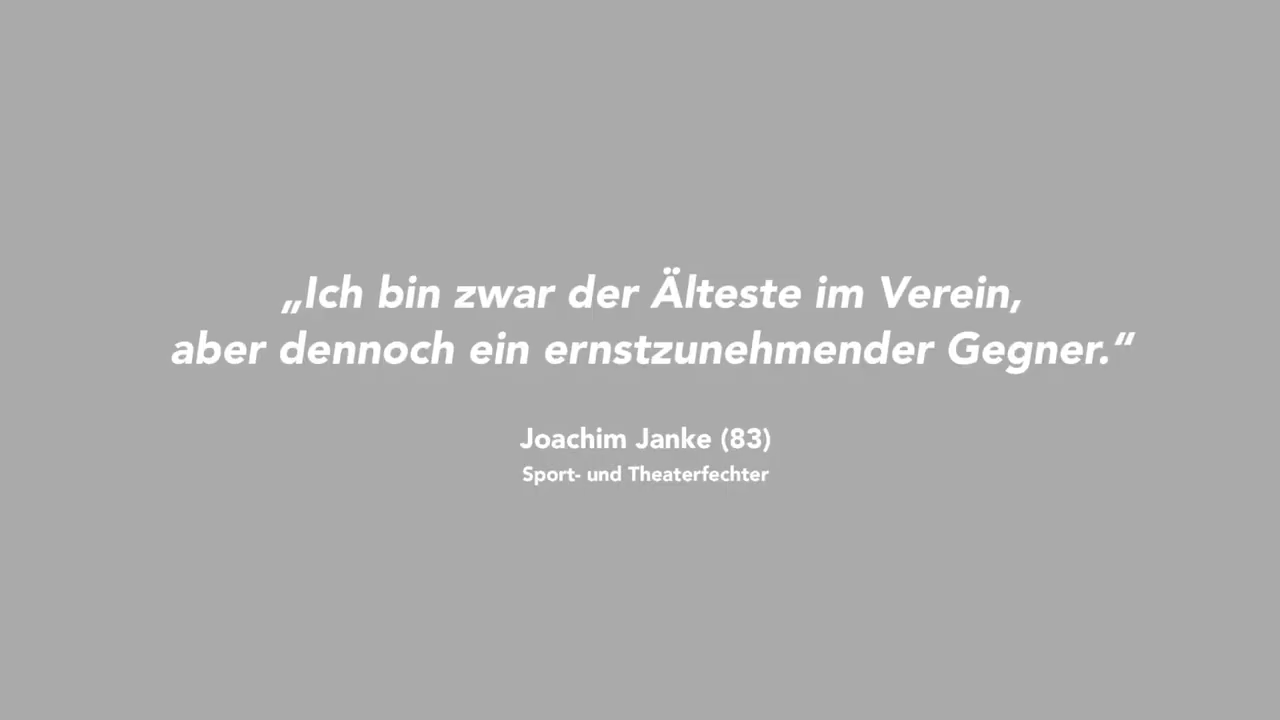 „Ich bin zwar der Älteste im Verein,
aber dennoch ein ernstzunehmender Gegner.“
Joachim Janke (83)
Sport- und Theaterfechter